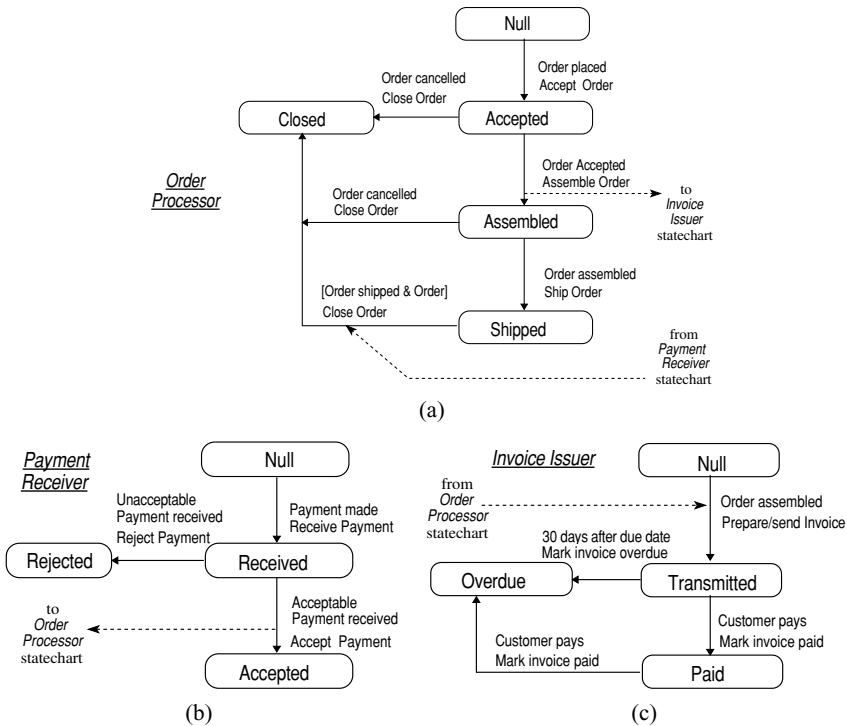 Null
Order placed
Accept Order
Order cancelled
Close Order
Closed
Accepted
Order
Processor
Order Accepted
Assemble Order
to
Invoice
Issuer
statechart
Order cancelled
Close Order
Assembled
Order assembled
Ship Order
[Order shipped & Order]
Close Order
Shipped
from
Payment
Receiver
statechart
(a)
Payment
Receiver
Null
Unacceptable
Payment received
Reject Payment
Payment made
Receive Payment
Rejected
Received
to
Order
Processor
statechart
Acceptable
Payment received
Accept Payment
Accepted
(b)
Invoice Issuer
Null
from
Order
Processor
statechart
Order assembled
Prepare/send Invoice
30 days after due date
Mark invoice overdue
Overdue
Transmitted
Customer pays
Mark invoice paid
Customer pays
Mark invoice paid
Paid
(c)